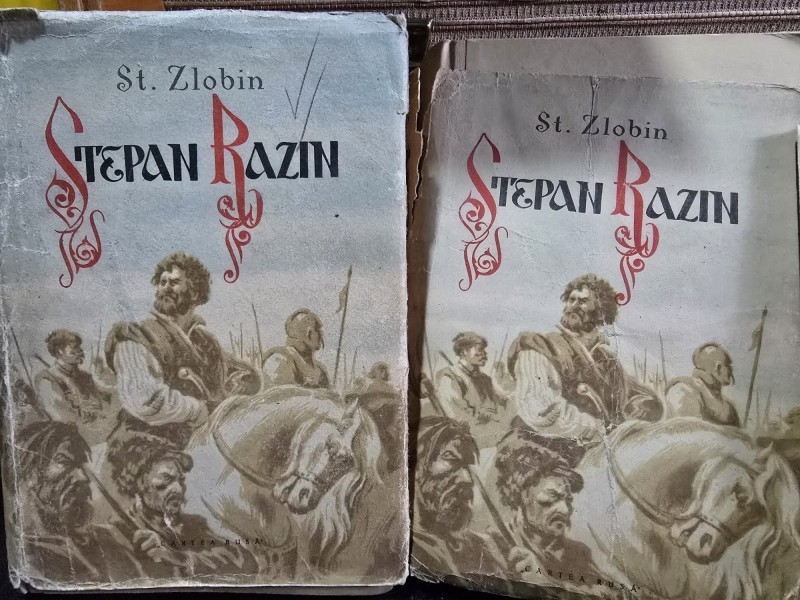 St. Zlobin
STEPAN RAZIN
„CARTEA RUSĂ"
St. Zlobin
STEPAN RAZIN
„CARTEA RUSĂ"